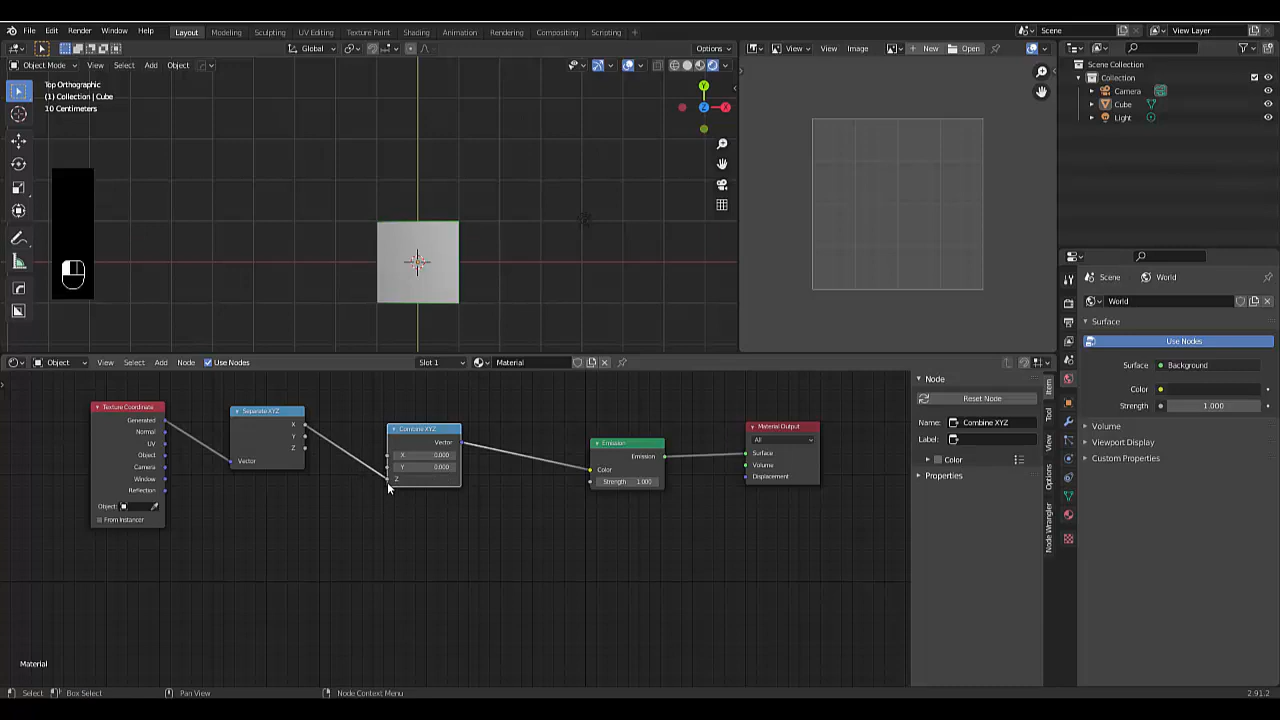 File Edit Render Window Help Layout Modeling Sculpting UV Editing Texture Paint Shading Animation Rendering Compositing Scripting Scene View Layer
Global Options View View Image New Open
Object Mode View Select Add Object
Top Orthographic
(1) Collection | Cube
10 Centimeters
Y
Z X
Scene Collection
Collection
Camera
Cube
Light
Scene World
World
Surface
Use Nodes
Surface Background
Color
Strength 1.000
Volume
Viewport Display
Custom Properties
Object View Select Add Node Use Nodes Slot 1 Material
Texture Coordinate
Generated
Normal
UV
Object
Camera
Window
Reflection
Object:
From Instancer
Separate XYZ
X
Y
Z
Vector
Combine XYZ
Vector
X 0.000
Y 0.000
Z
Emission
Emission
Color
Strength 1.000
Material Output
All
Surface
Volume
Displacement
Node
Reset Node
Name: Combine XYZ
Label:
Color
Properties
Item
Tool
View
Options
Node Wrangler
Material
Select Box Select Pan View Node Context Menu 2.91.2